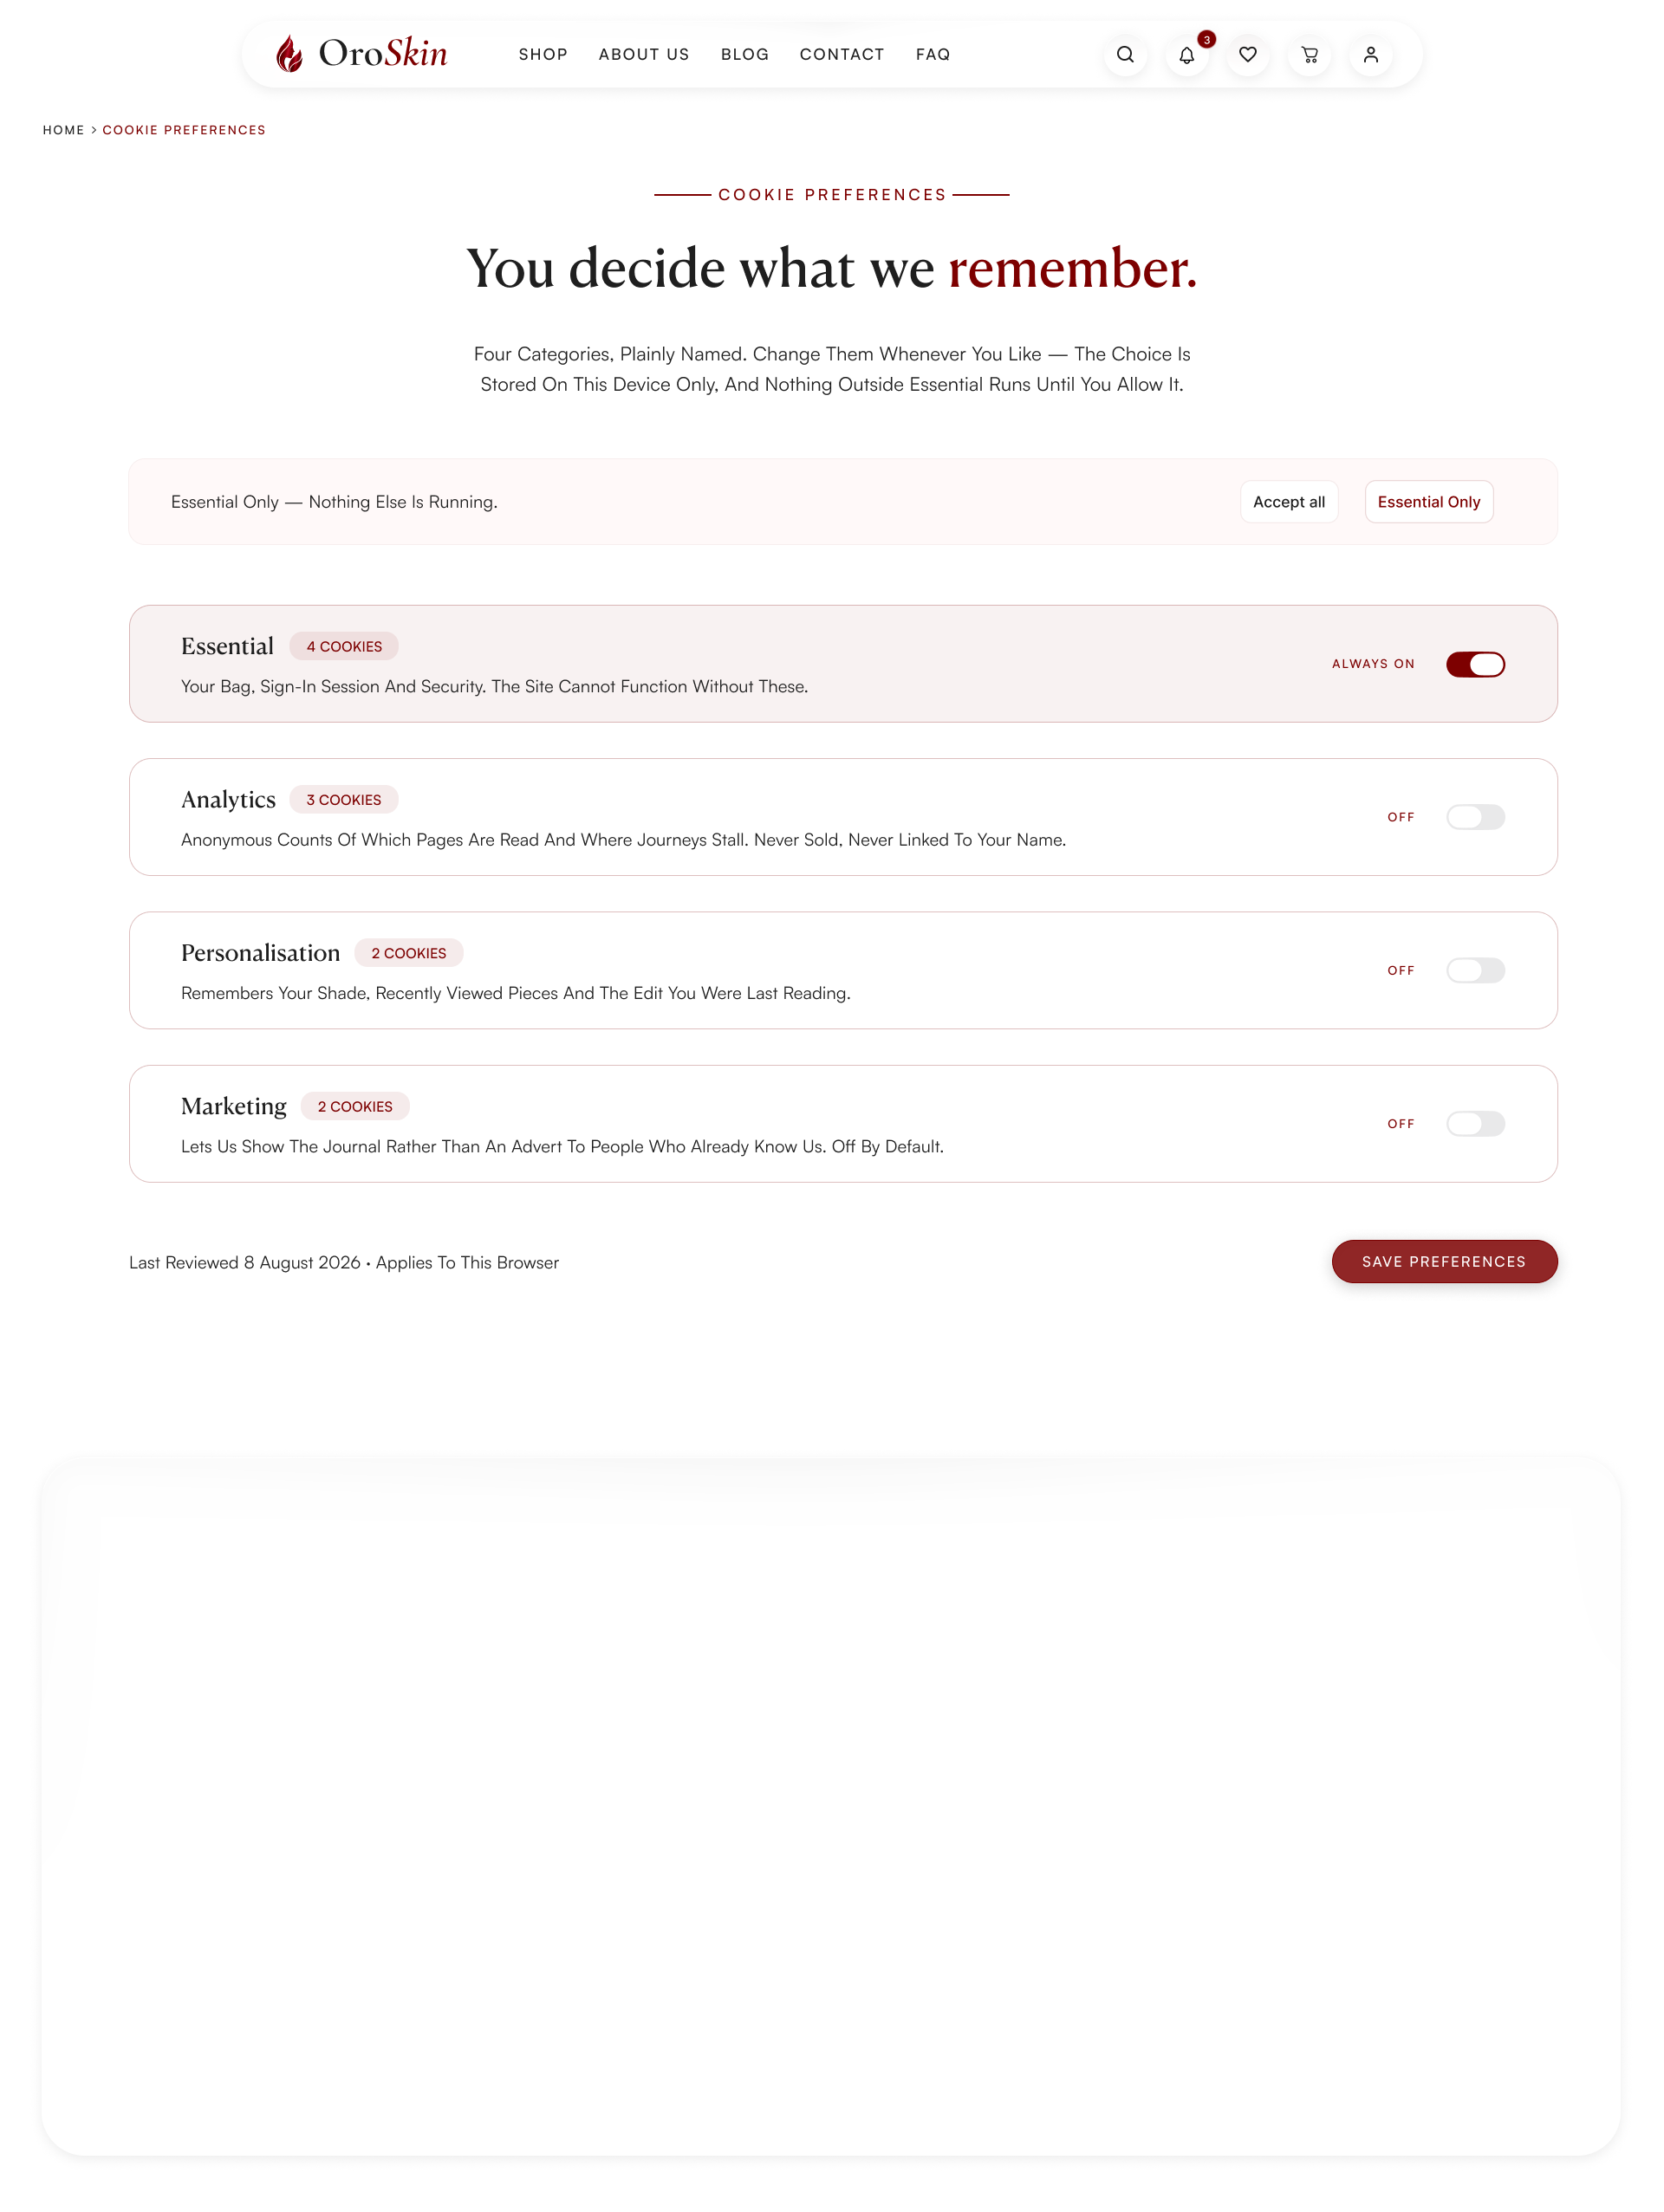 OroSkin
SHOP ABOUT US BLOG CONTACT FAQ
3
HOME > COOKIE PREFERENCES
COOKIE PREFERENCES
You decide what we remember.
Four Categories, Plainly Named. Change Them Whenever You Like — The Choice Is
Stored On This Device Only, And Nothing Outside Essential Runs Until You Allow It.
Essential Only — Nothing Else Is Running.
Accept all
Essential Only
Essential
4 COOKIES
Your Bag, Sign-In Session And Security. The Site Cannot Function Without These.
ALWAYS ON
Analytics
3 COOKIES
Anonymous Counts Of Which Pages Are Read And Where Journeys Stall. Never Sold, Never Linked To Your Name.
OFF
Personalisation
2 COOKIES
Remembers Your Shade, Recently Viewed Pieces And The Edit You Were Last Reading.
OFF
Marketing
2 COOKIES
Lets Us Show The Journal Rather Than An Advert To People Who Already Know Us. Off By Default.
OFF
Last Reviewed 8 August 2026 • Applies To This Browser
SAVE PREFERENCES